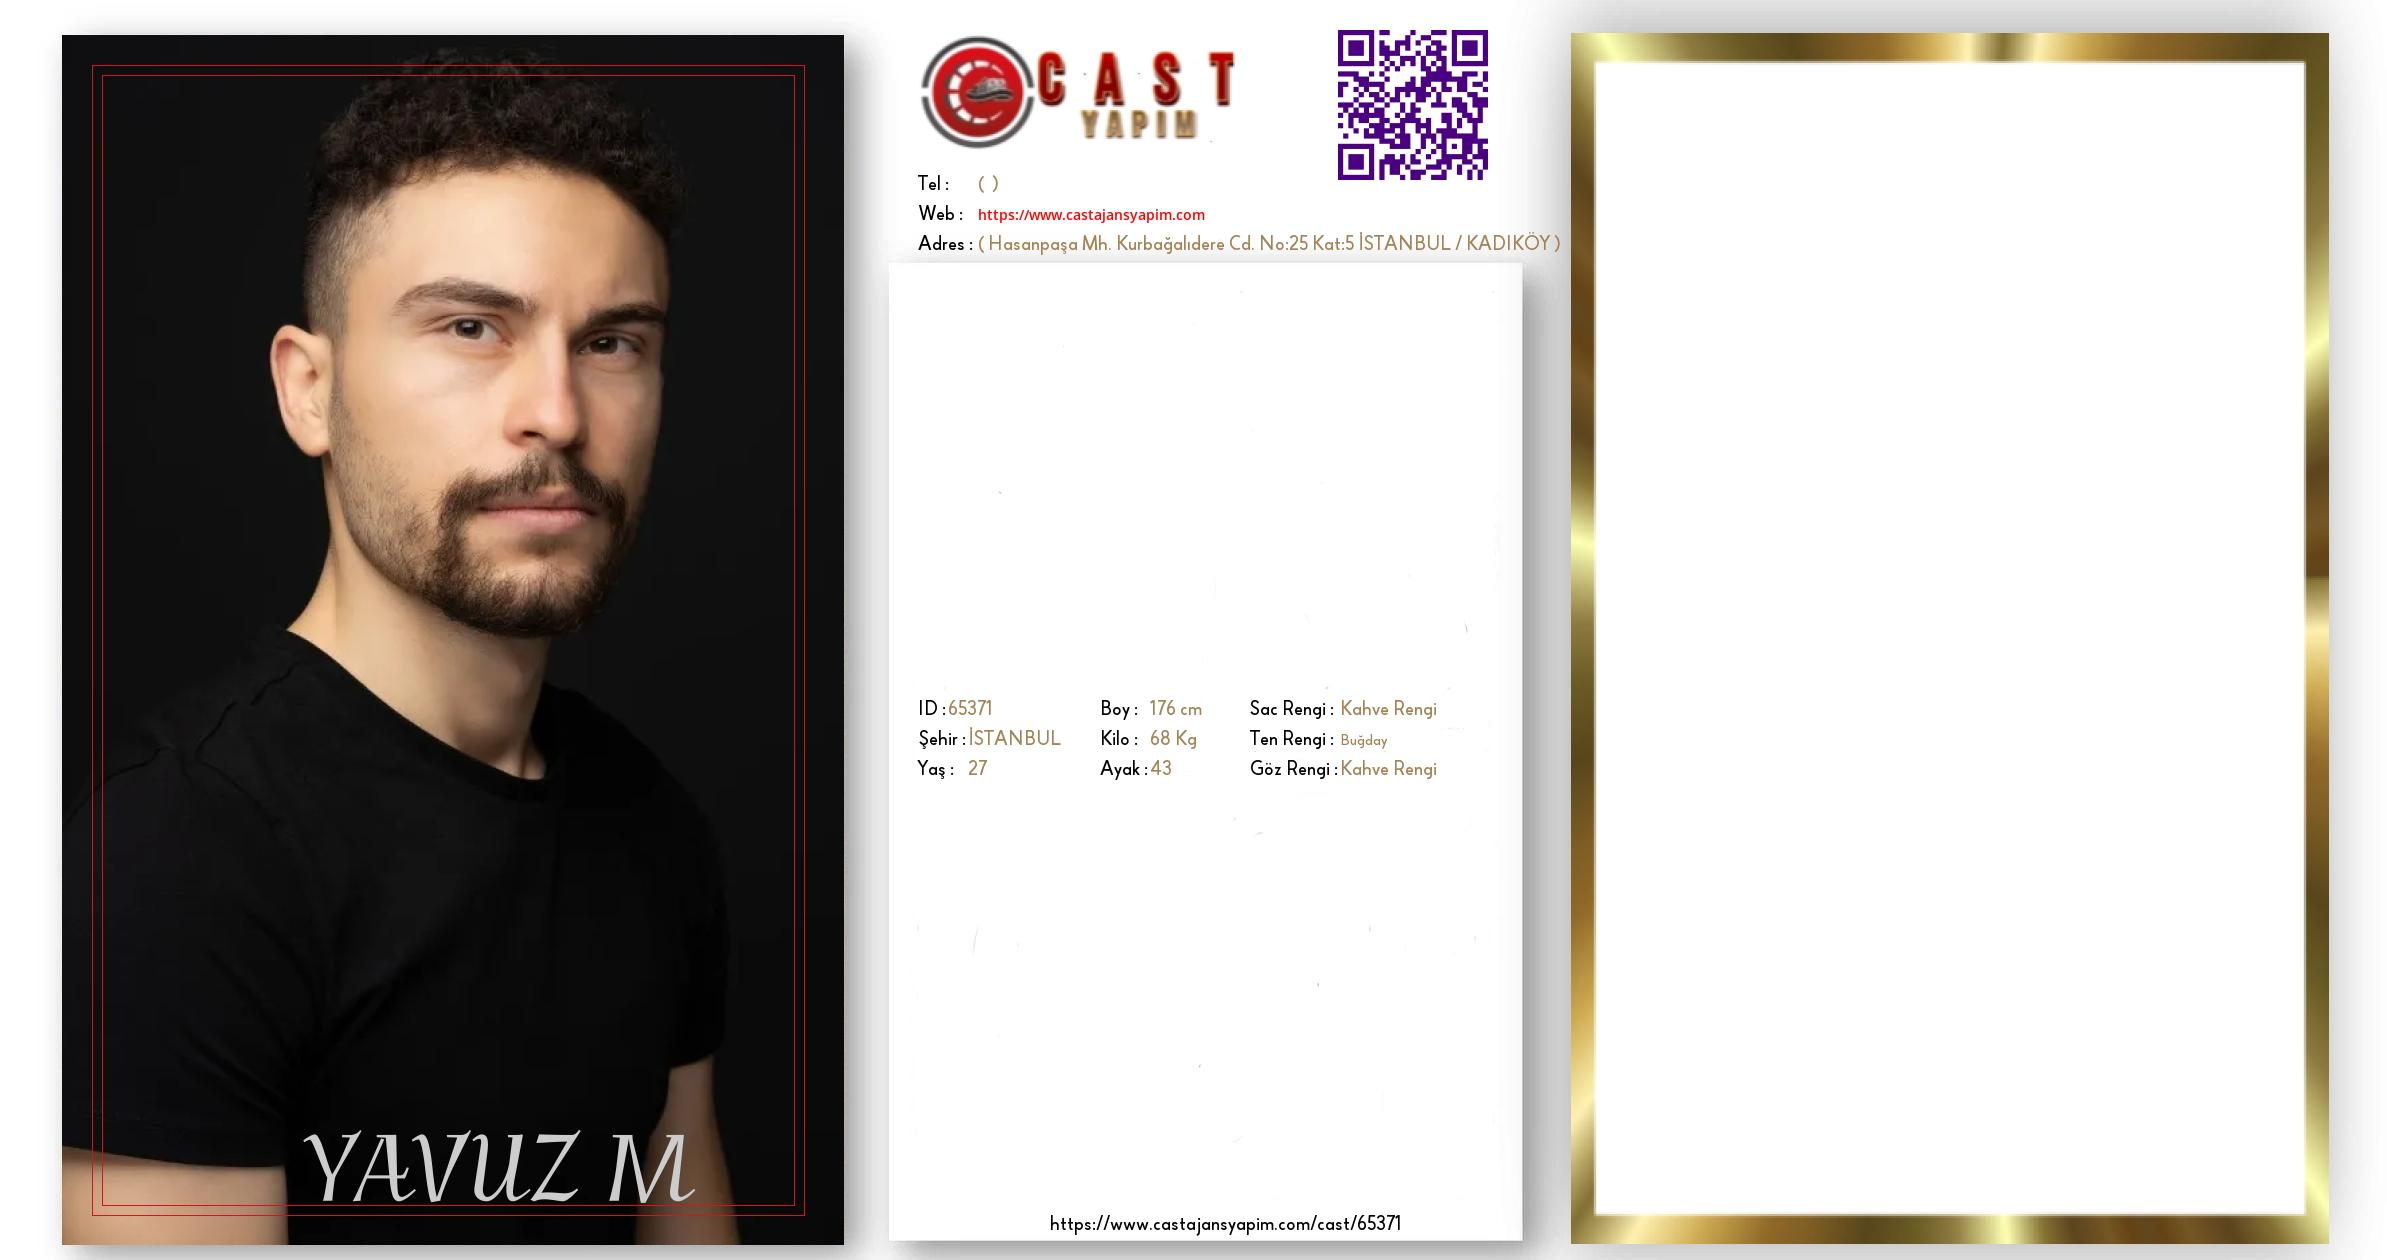 YAVUZ M
CAST
YAPIM
Tel : ( )
Web : https://www.castajansyapim.com
Adres : ( Hasanpaşa Mh. Kurbağalıdere Cd. No:25 Kat:5 İSTANBUL / KADIKÖY )
ID : 65371 Boy : 176 cm Sac Rengi : Kahve Rengi
Şehir : İSTANBUL Kilo : 68 Kg Ten Rengi : Buğday
Yaş : 27 Ayak : 43 Göz Rengi : Kahve Rengi
https://www.castajansyapim.com/cast/65371